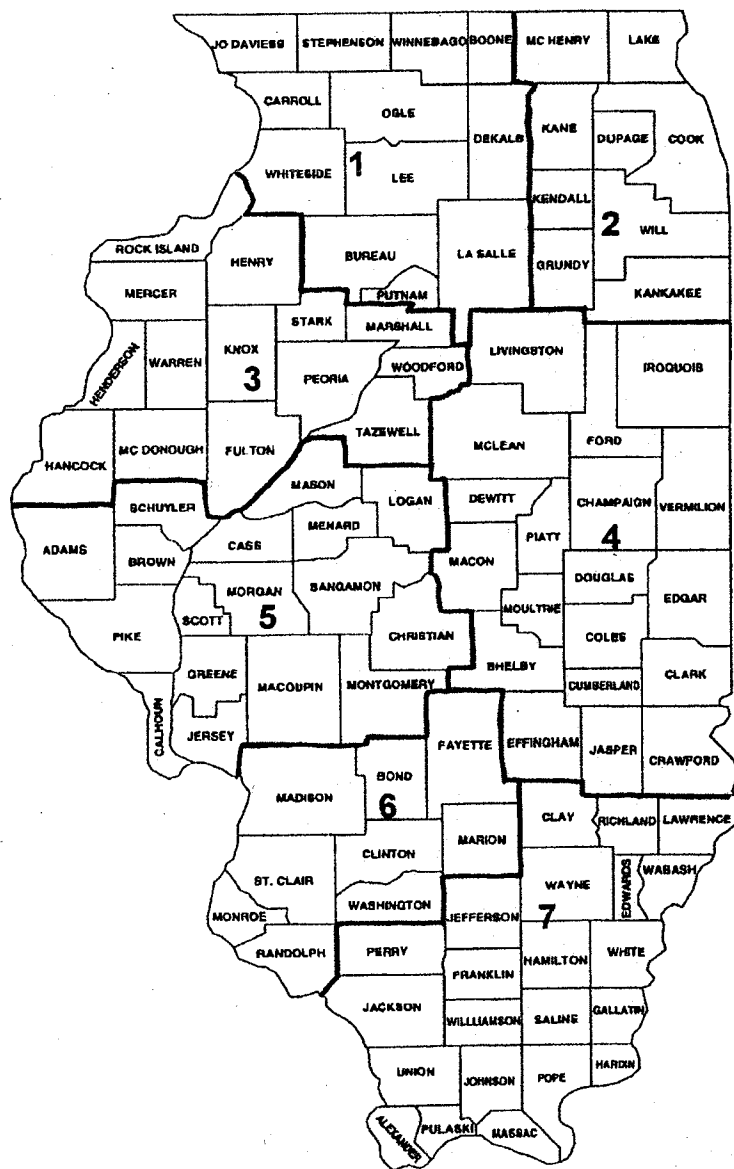 JO DAVIESS STEPHENSON WINNEBAGO BOONE MC HENRY LAKE
CARROLL OGLE DEKALB KANE DUPAGE COOK
WHITESIDE 1 LEE KENDALL 2 WILL
ROCK ISLAND HENRY BUREAU LA SALLE GRUNDY
MERCER PUTNAM KANKAKEE
STARK MARSHALL
HENDERSON WARREN KNOX 3 PEORIA WOODFORD LIVINGSTON IROQUOIS
HANCOCK MC DONOUGH FULTON TAZEWELL MCLEAN FORD
MASON LOGAN DEWITT CHAMPAIGN VERMILION
SCHUYLER MENARD PIATT 4
ADAMS BROWN CASS MACON DOUGLAS
MORGAN SANGAMON MOULTRIE EDGAR
PIKE SCOTT 5 CHRISTIAN COLES
GREENE MACOUPIN MONTGOMERY SHELBY CUMBERLAND CLARK
CALHOUN JERSEY FAYETTE EFFINGHAM JASPER CRAWFORD
MADISON BOND 6
MARION CLAY RICHLAND LAWRENCE
ST. CLAIR CLINTON WAYNE EDWARDS WABASH
MONROE WASHINGTON JEFFERSON 7
RANDOLPH PERRY FRANKLIN HAMILTON WHITE
JACKSON WILLLIAMSON SALINE GALLATIN
UNION JOHNSON POPE HARDIN
ALEXANDER PULASKI MASSAC